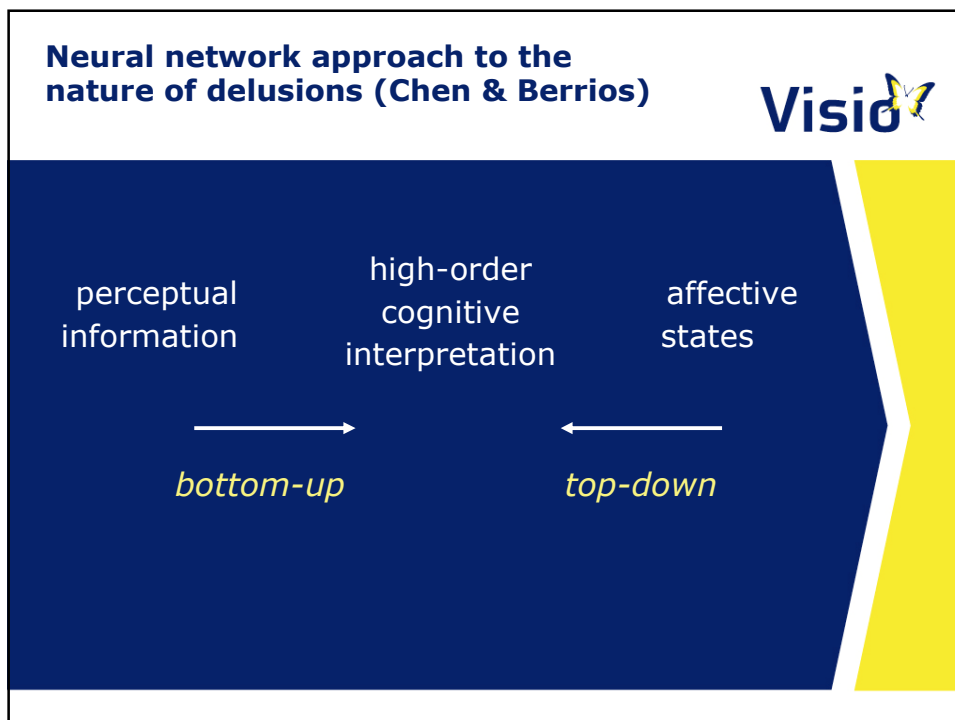 Neural network approach to the
nature of delusions (Chen & Berrios)
Visio
perceptual
information
high-order
cognitive
interpretation
affective
states
bottom-up
top-down